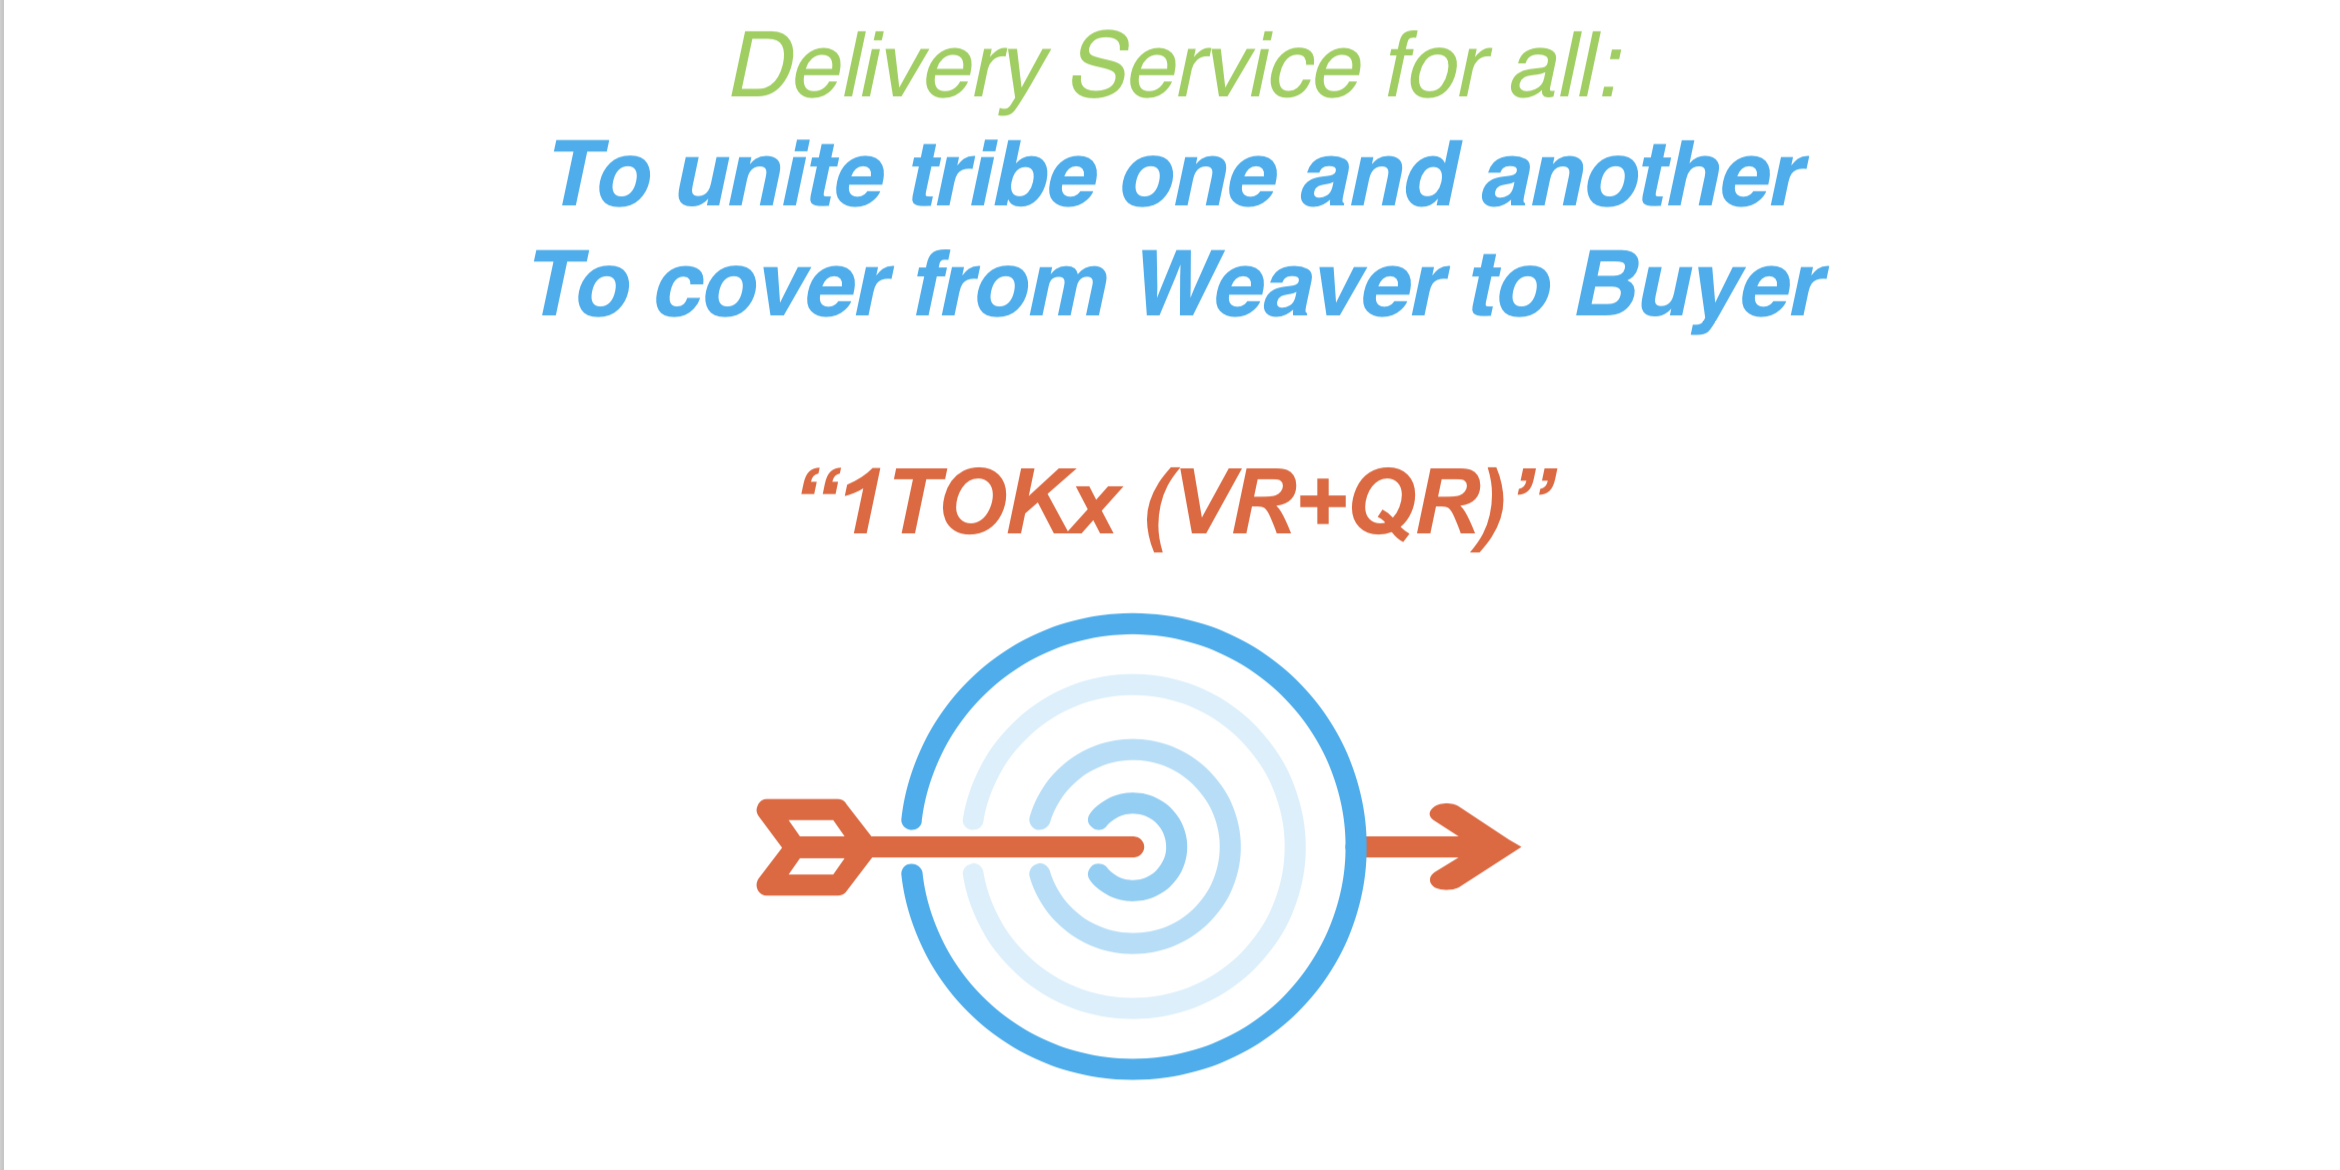 Delivery Service for all:
To unite tribe one and another
To cover from Weaver to Buyer
“1TOKx (VR+QR)”